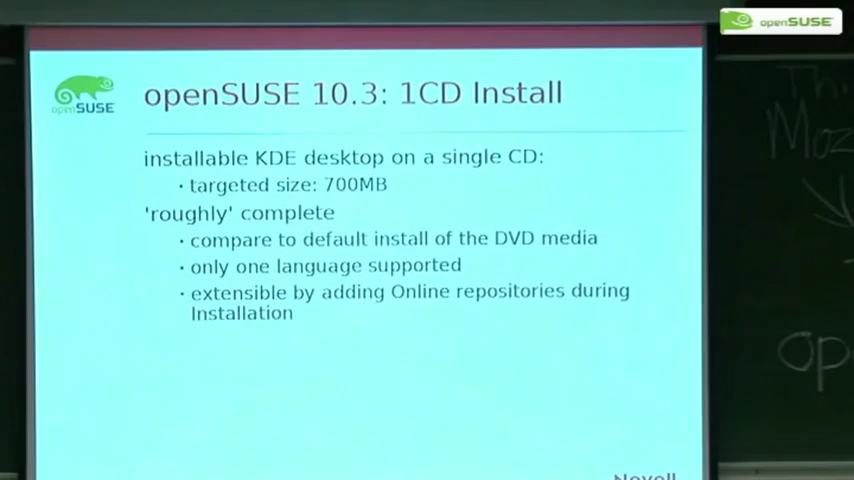 openSUSE
openSUSE
openSUSE 10.3: 1CD Install
installable KDE desktop on a single CD:
· targeted size: 700MB
'roughly' complete
· compare to default install of the DVD media
· only one language supported
· extensible by adding Online repositories during
Installation
Novell
Moz
op